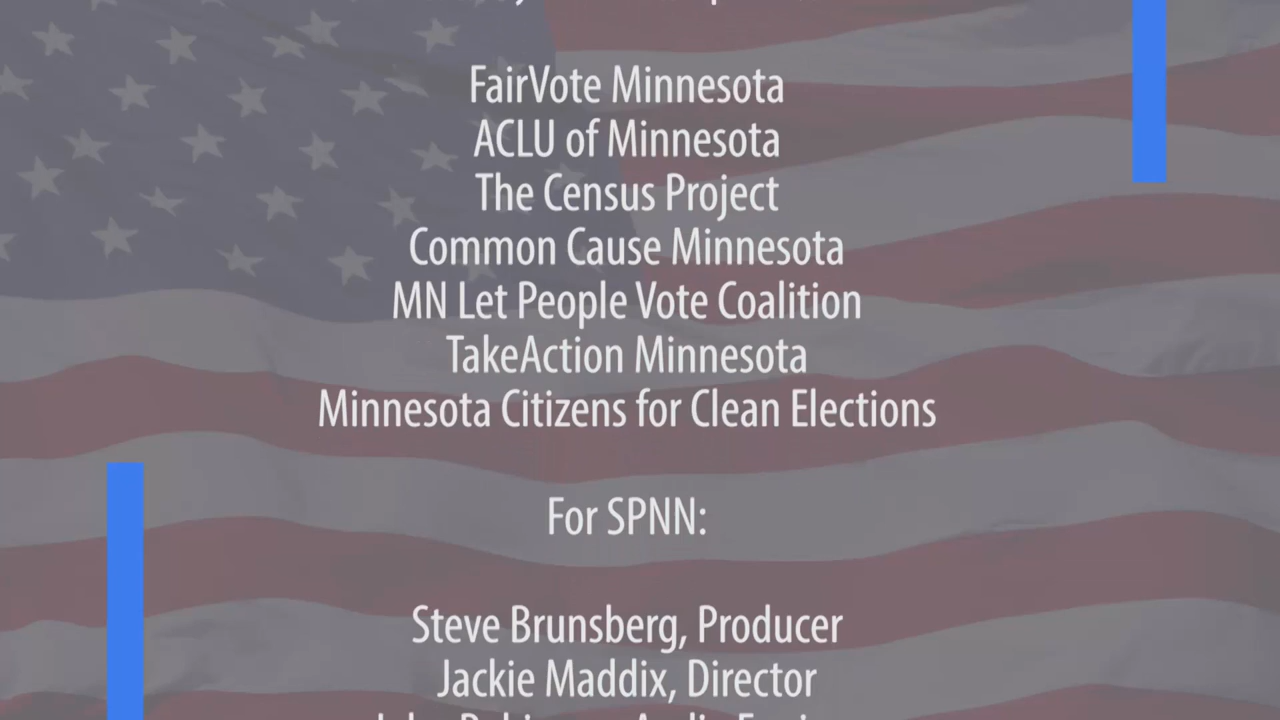 FairVote Minnesota
ACLU of Minnesota
The Census Project
Common Cause Minnesota
MN Let People Vote Coalition
TakeAction Minnesota
Minnesota Citizens for Clean Elections
For SPNN:
Steve Brunsberg, Producer
Jackie Maddix, Director